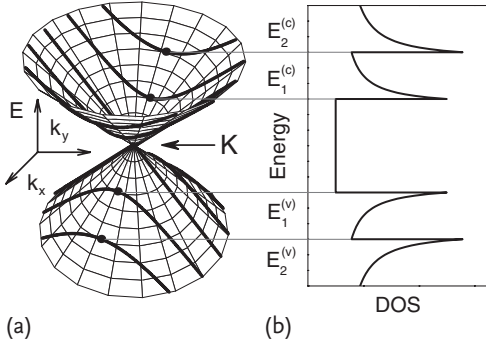 E
k_y
k_x
K
(a)
Energy
E_2^(c)
E_1^(c)
E_1^(v)
E_2^(v)
DOS
(b)